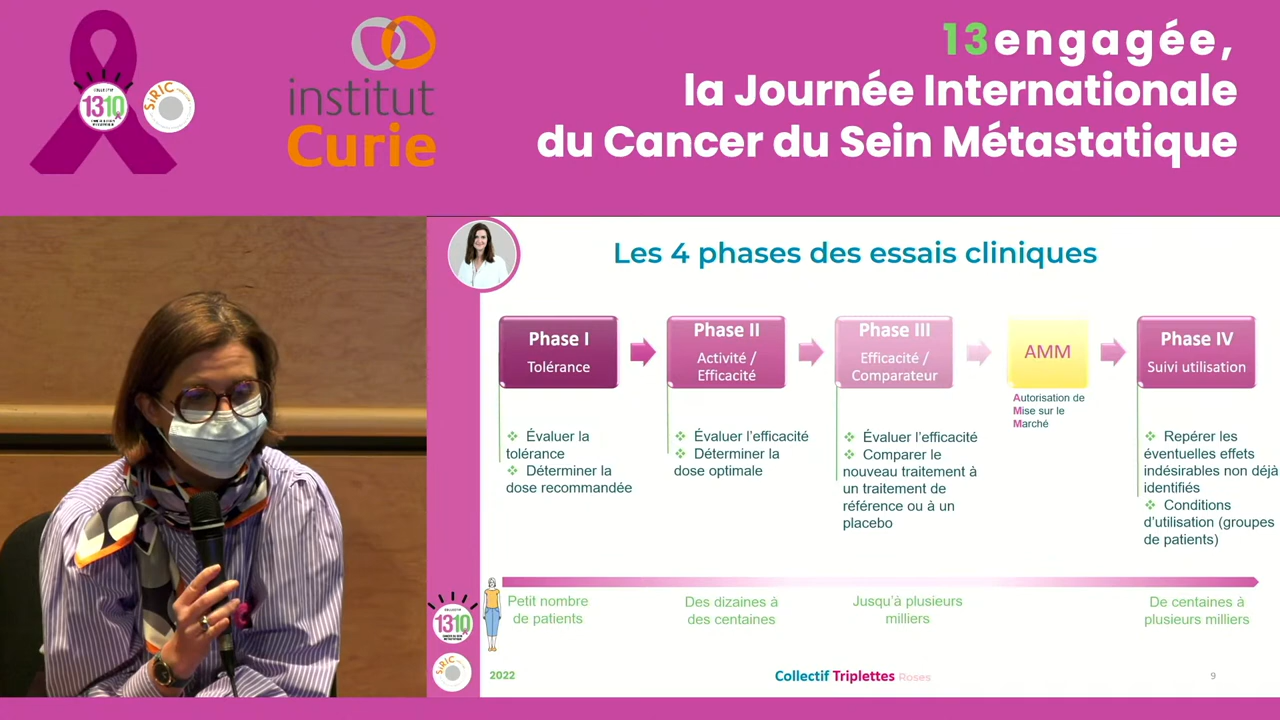 13engagée,
la Journée Internationale
du Cancer du Sein Métastatique
COLLECTIF
1310
SiRIC
institut
Curie
Les 4 phases des essais cliniques
Phase I
Tolérance
Phase II
Activité /
Efficacité
Phase III
Efficacité /
Comparateur
AMM
Autorisation de
Mise sur le
Marché
Phase IV
Suivi utilisation
❖ Évaluer la
tolérance
❖ Déterminer la
dose recommandée
❖ Évaluer l'efficacité
❖ Déterminer la
dose optimale
❖ Évaluer l'efficacité
❖ Comparer le
nouveau traitement à
un traitement de
référence ou à un
placebo
❖ Repérer les
éventuelles effets
indésirables non déjà
identifiés
❖ Conditions
d'utilisation (groupes
de patients)
Petit nombre
de patients
Des dizaines à
des centaines
Jusqu'à plusieurs
milliers
De centaines à
plusieurs milliers
1310
SiRIC
2022
Collectif Triplettes Roses
9